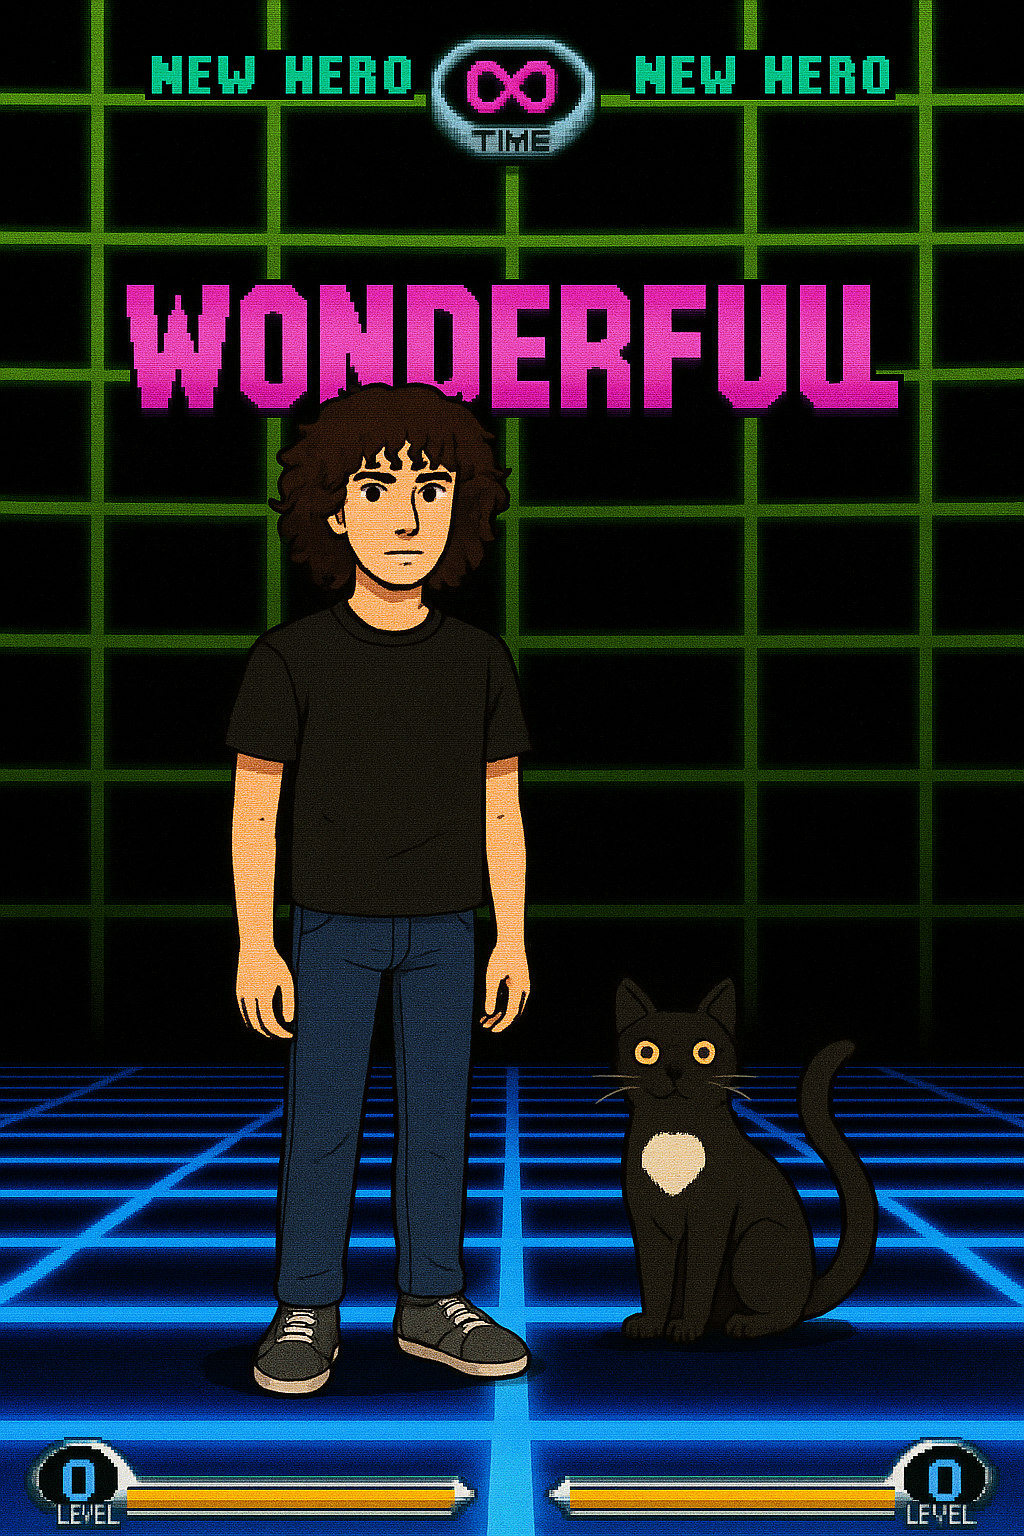 NEW HERO ∞ NEW HERO
TIME
WONDERFUL
0 0
LEVEL LEVEL